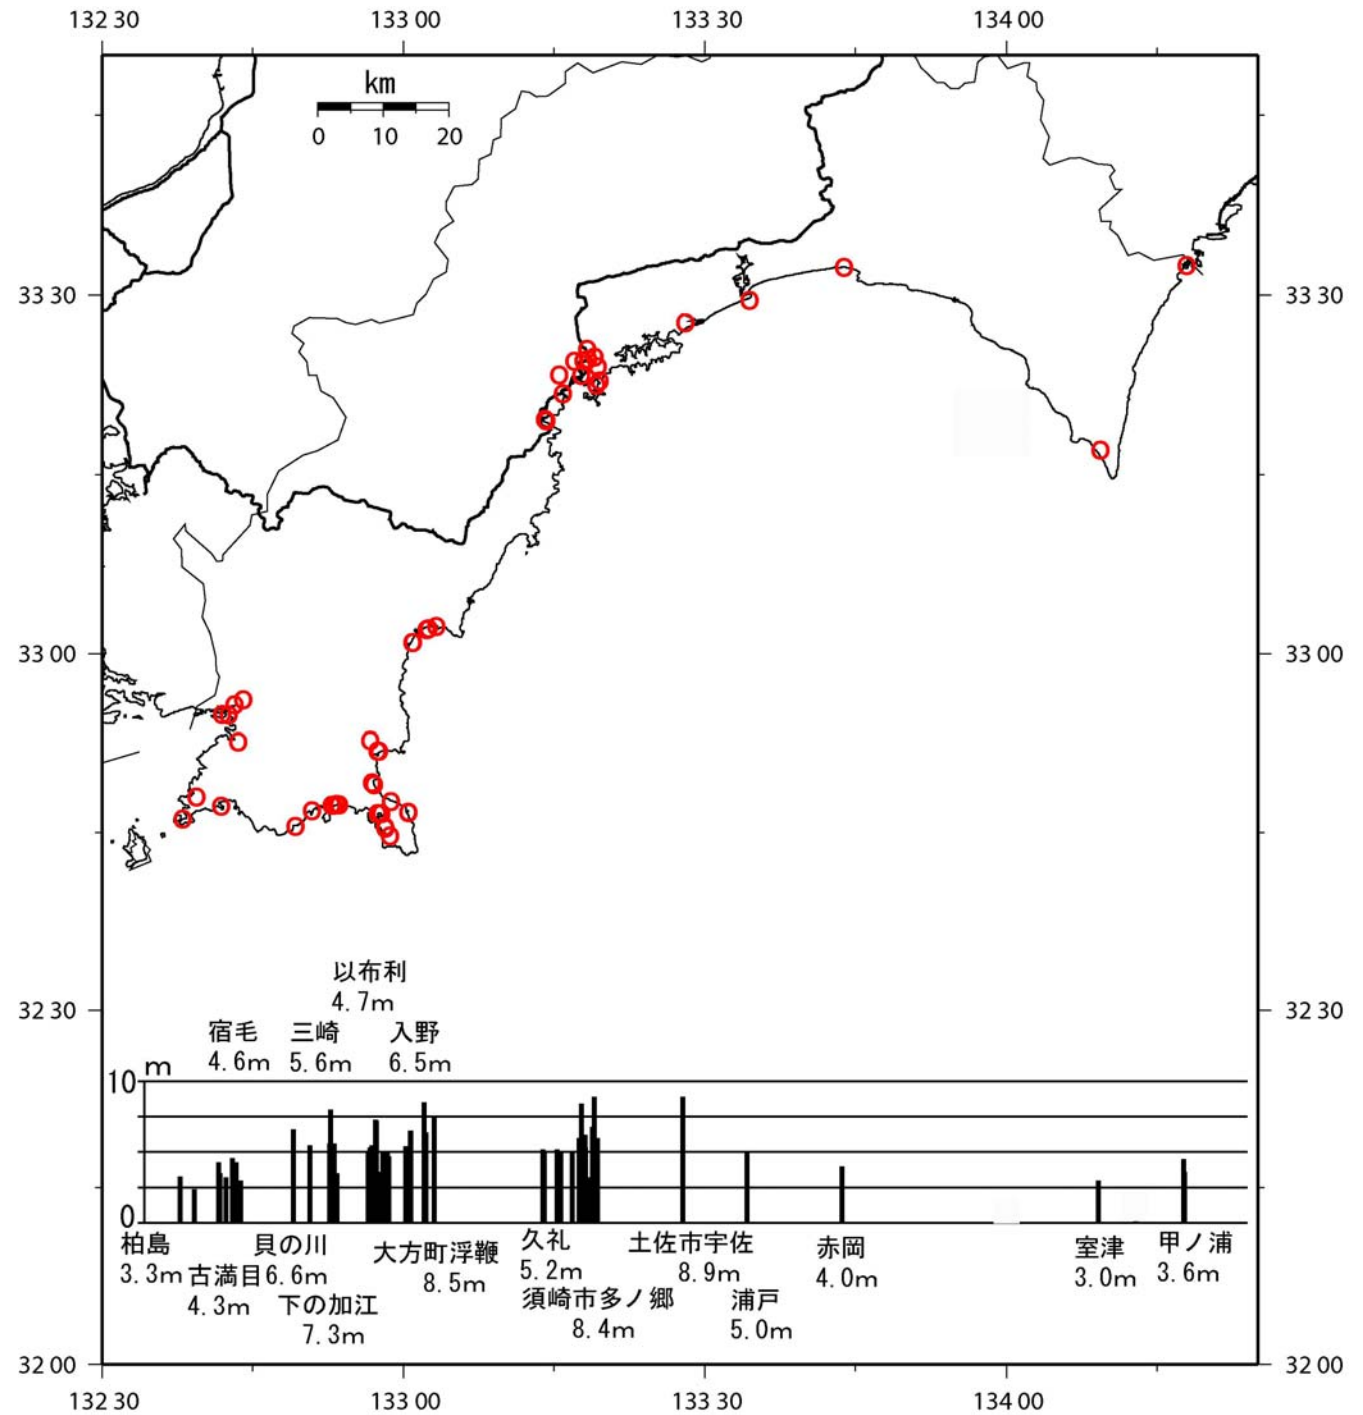 132 30 133 00 133 30 134 00
km
0 10 20
33 30 33 30
33 00 33 00
以布利
4.7m
32 30 32 30
宿毛 三崎 入野
4.6m 5.6m 6.5m
10 m
0
柏島 貝の川 大方町浮鞭 久礼 土佐市宇佐 赤岡 室津 甲ノ浦
3.3m 古満目 6.6m 8.5m 5.2m 8.9m 4.0m 3.0m 3.6m
4.3m 下の加江 須崎市多ノ郷 浦戸
7.3m 8.4m 5.0m
32 00 32 00
132 30 133 00 133 30 134 00